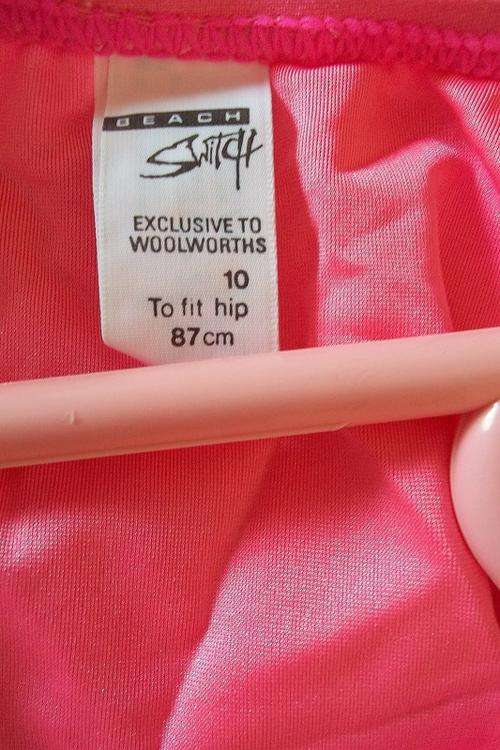 BEACH
SWITCH
EXCLUSIVE TO
WOOLWORTHS
10
To fit hip
87cm